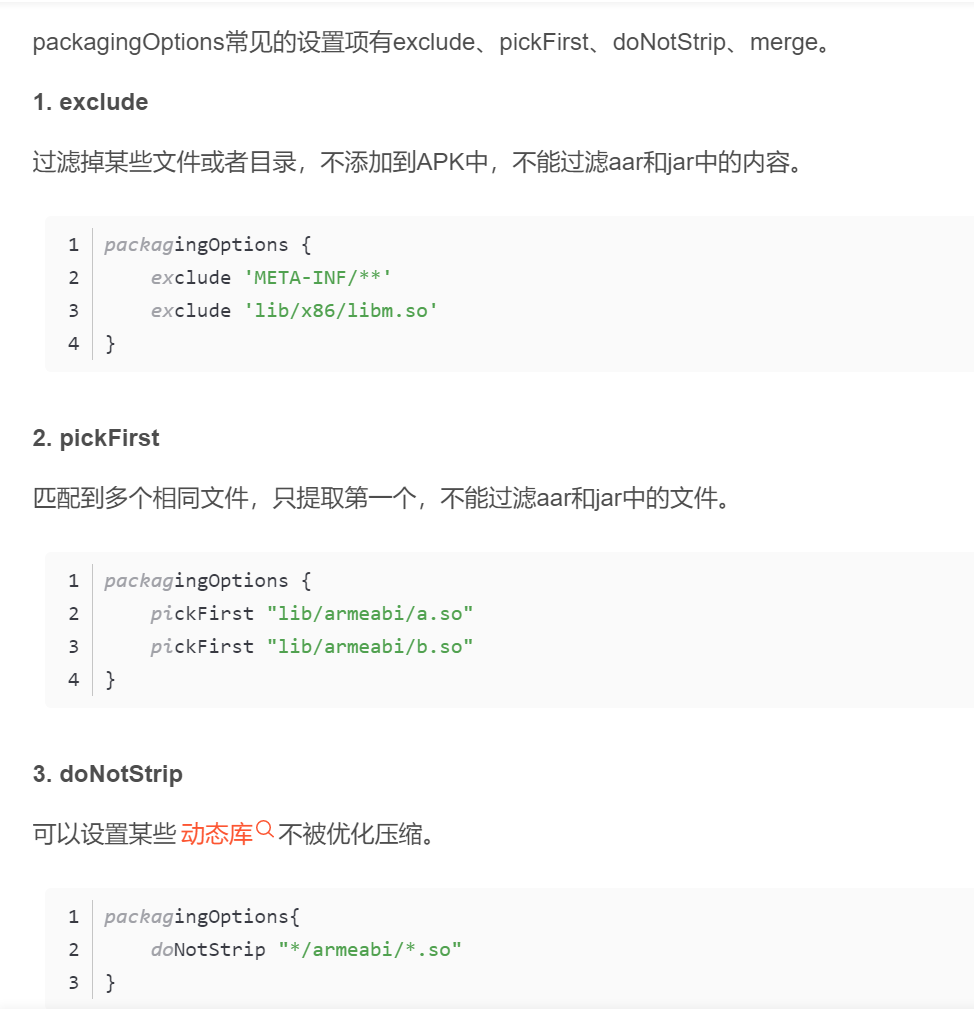 packagingOptions常见的设置项有exclude、pickFirst、doNotStrip、merge。
1. exclude
过滤掉某些文件或者目录，不添加到APK中，不能过滤aar和jar中的内容。
1 packagingOptions {
2     exclude 'META-INF/**'
3     exclude 'lib/x86/libm.so'
4 }
2. pickFirst
匹配到多个相同文件，只提取第一个，不能过滤aar和jar中的文件。
1 packagingOptions {
2     pickFirst "lib/armeabi/a.so"
3     pickFirst "lib/armeabi/b.so"
4 }
3. doNotStrip
可以设置某些 动态库 不被优化压缩。
1 packagingOptions{
2     doNotStrip "*/armeabi/*.so"
3 }